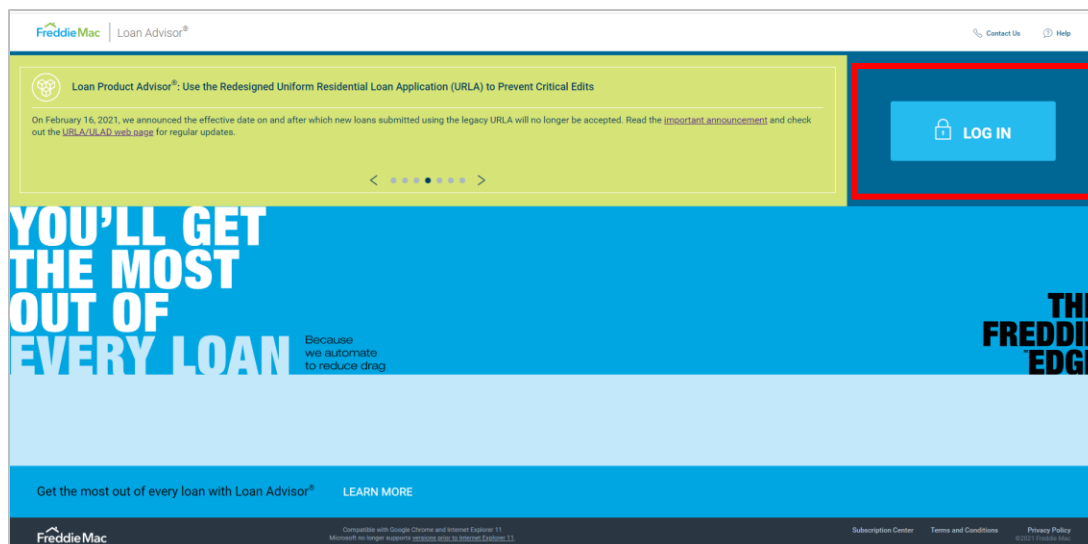 FreddieMac Loan Advisor®
Contact Us
Help
Loan Product Advisor®: Use the Redesigned Uniform Residential Loan Application (URLA) to Prevent Critical Edits
On February 16, 2021, we announced the effective date on and after which new loans submitted using the legacy URLA will no longer be accepted. Read the important announcement and check
out the URLA/ULAD web page for regular updates.
LOG IN
YOU'LL GET
THE MOST
OUT OF
EVERY LOAN
Because
we automate
to reduce drag
FREDDI
EDG
Get the most out of every loan with Loan Advisor®
LEARN MORE
FreddieMac
Compatible with Google Chrome and Internet Explorer 11
Microsoft no longer supports versions prior to Internet Explorer 11.
Subscription Center
Terms and Conditions
Privacy Policy
©2021 Freddie Mac